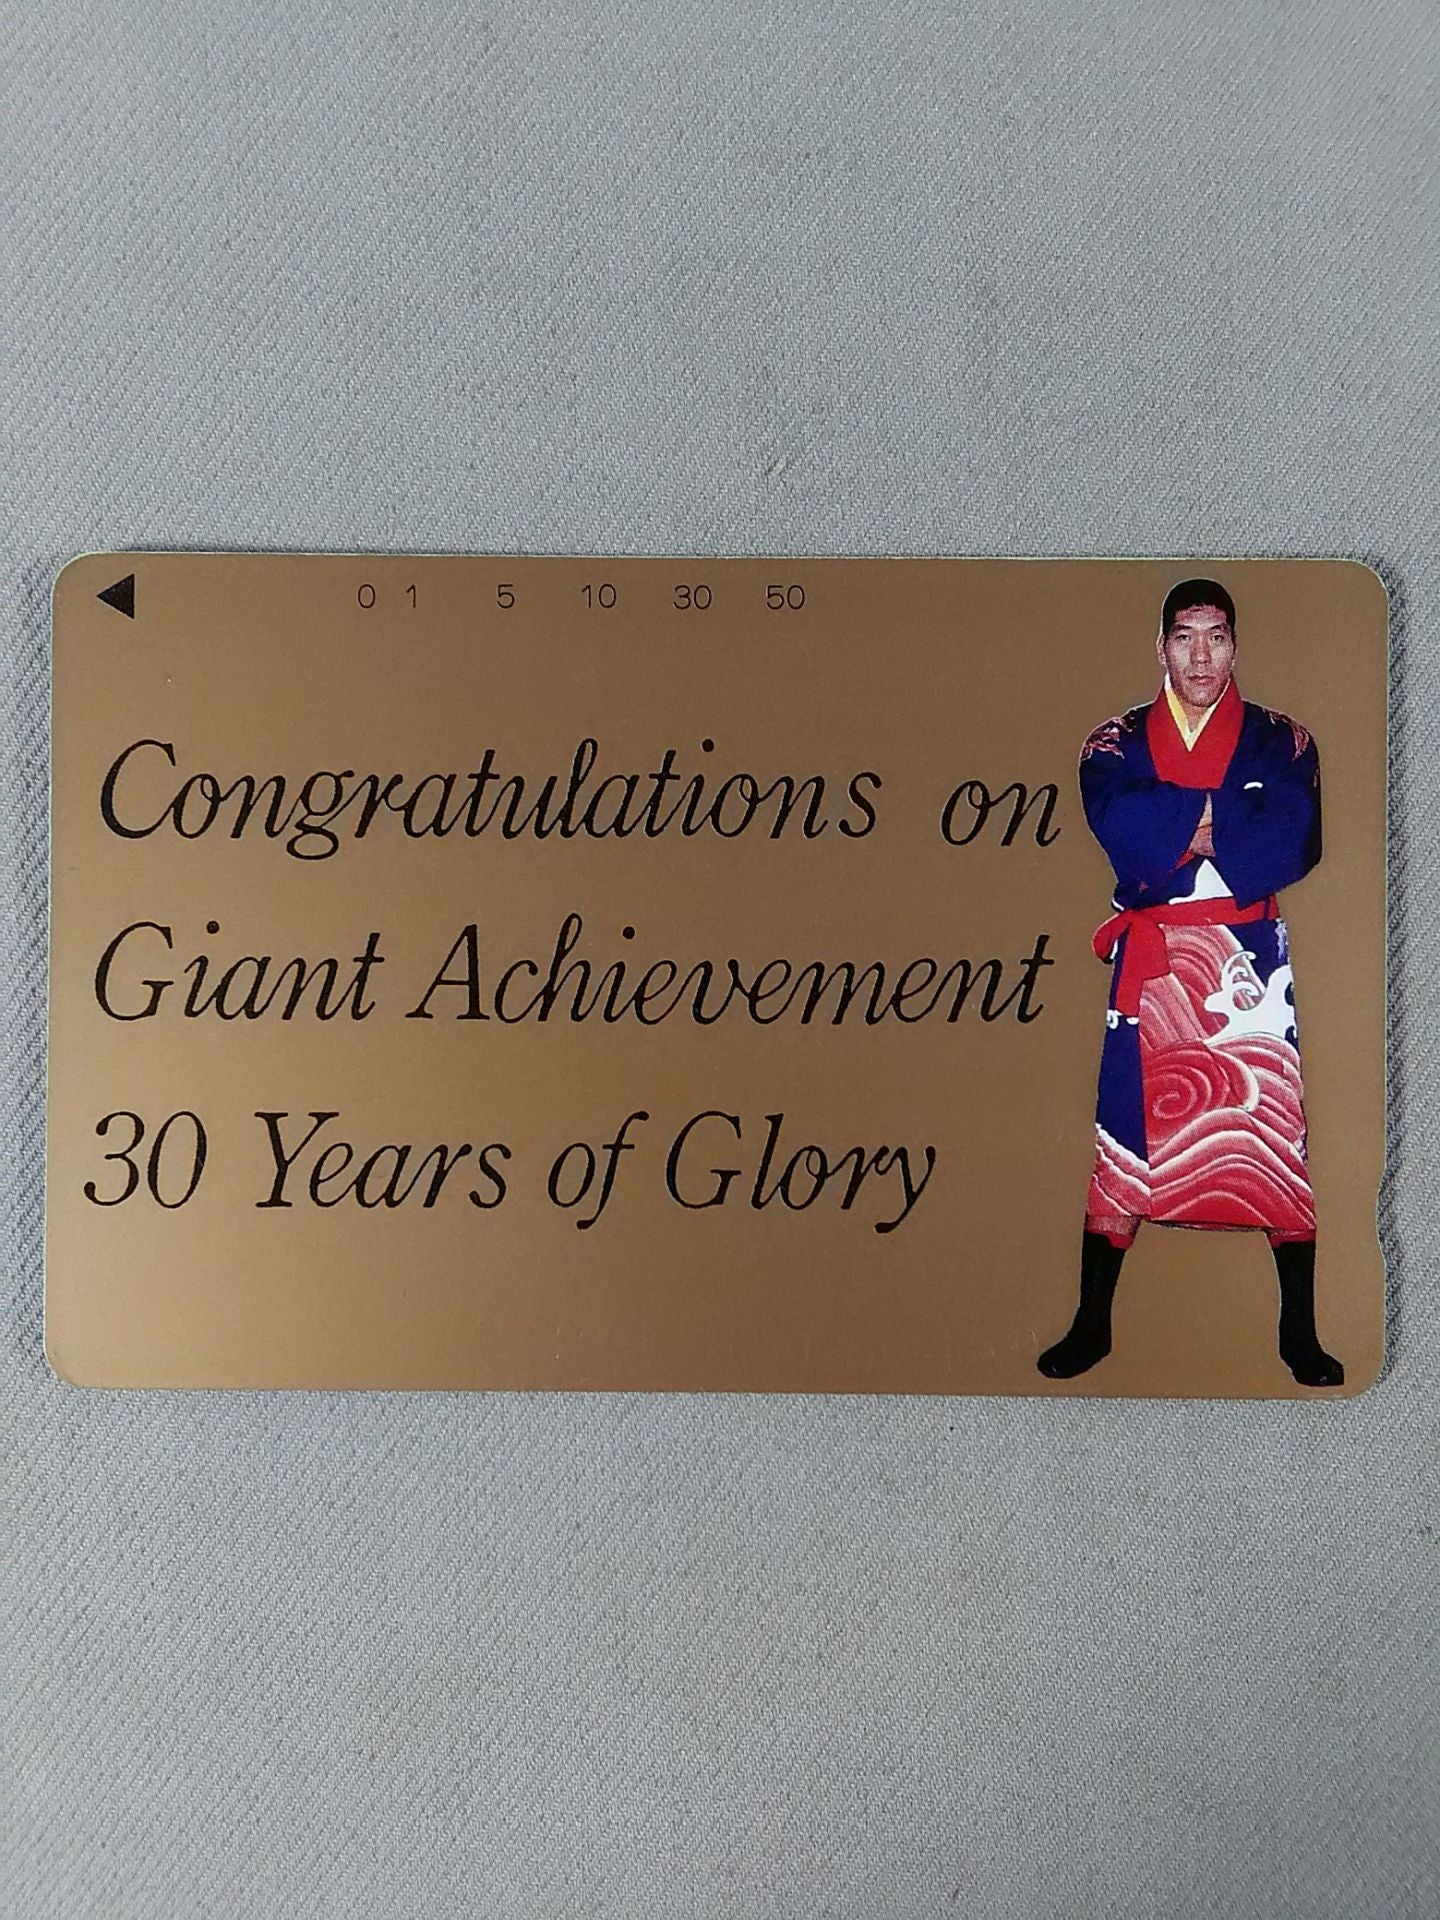 0 1 5 10 30 50
Congratulations on
Giant Achievement
30 Years of Glory